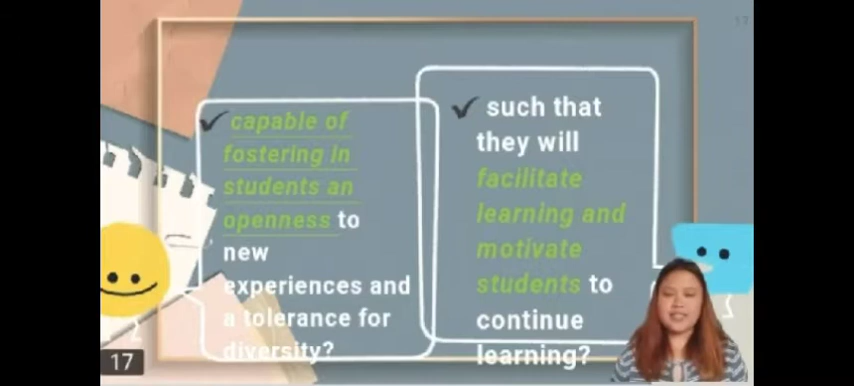 17
✔ capable of
fostering in
students an
openness to
new
experiences and
a tolerance for
diversity?
✔ such that
they will
facilitate
learning and
motivate
students to
continue
learning?
17